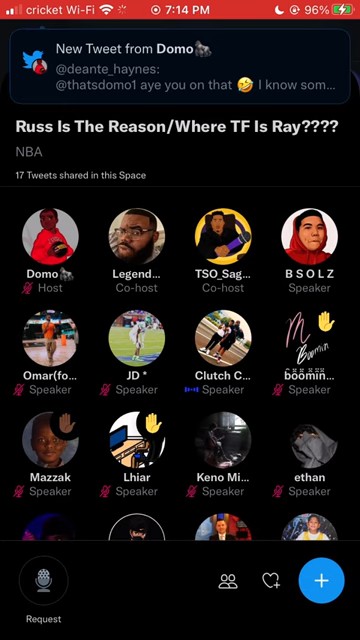 cricket Wi-Fi 7:14 PM 96%
New Tweet from Domo🦍
@deante_haynes:
@thatsdomo1 aye you on that 🤣 I know som...
Russ Is The Reason/Where TF Is Ray????
NBA
17 Tweets shared in this Space
Domo🦍 Legend... TSO_Sag... B S O L Z
Host Co-host Co-host Speaker
Omar(fo... JD * Clutch C... böömin...
Speaker Speaker Speaker Speaker
Mazzak Lhiar Keno Mi... ethan
Speaker Speaker Speaker Speaker
Request